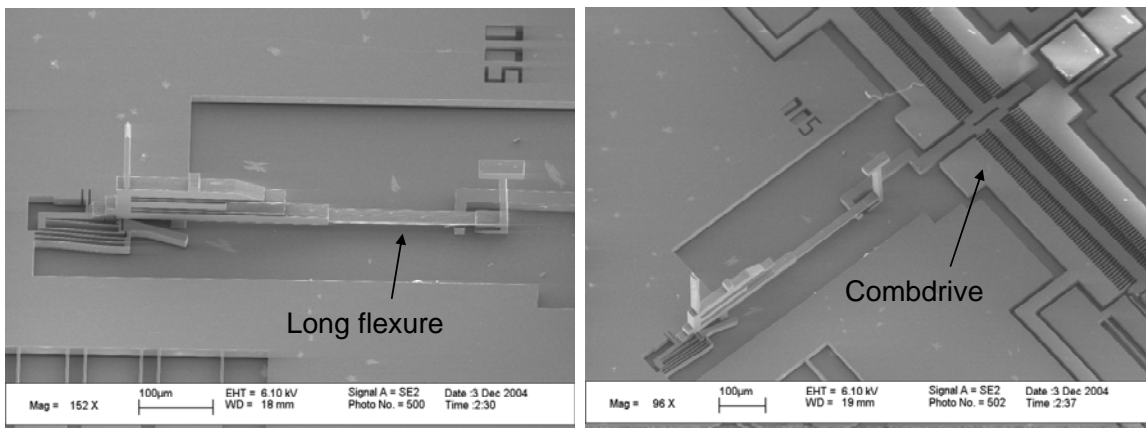 Long flexure
Mag = 152 X
100µm
EHT = 6.10 kV
WD = 18 mm
Signal A = SE2
Photo No. = 500
Date :3 Dec 2004
Time :2:30
Combdrive
Mag = 96 X
100µm
EHT = 6.10 kV
WD = 19 mm
Signal A = SE2
Photo No. = 502
Date :3 Dec 2004
Time :2:37